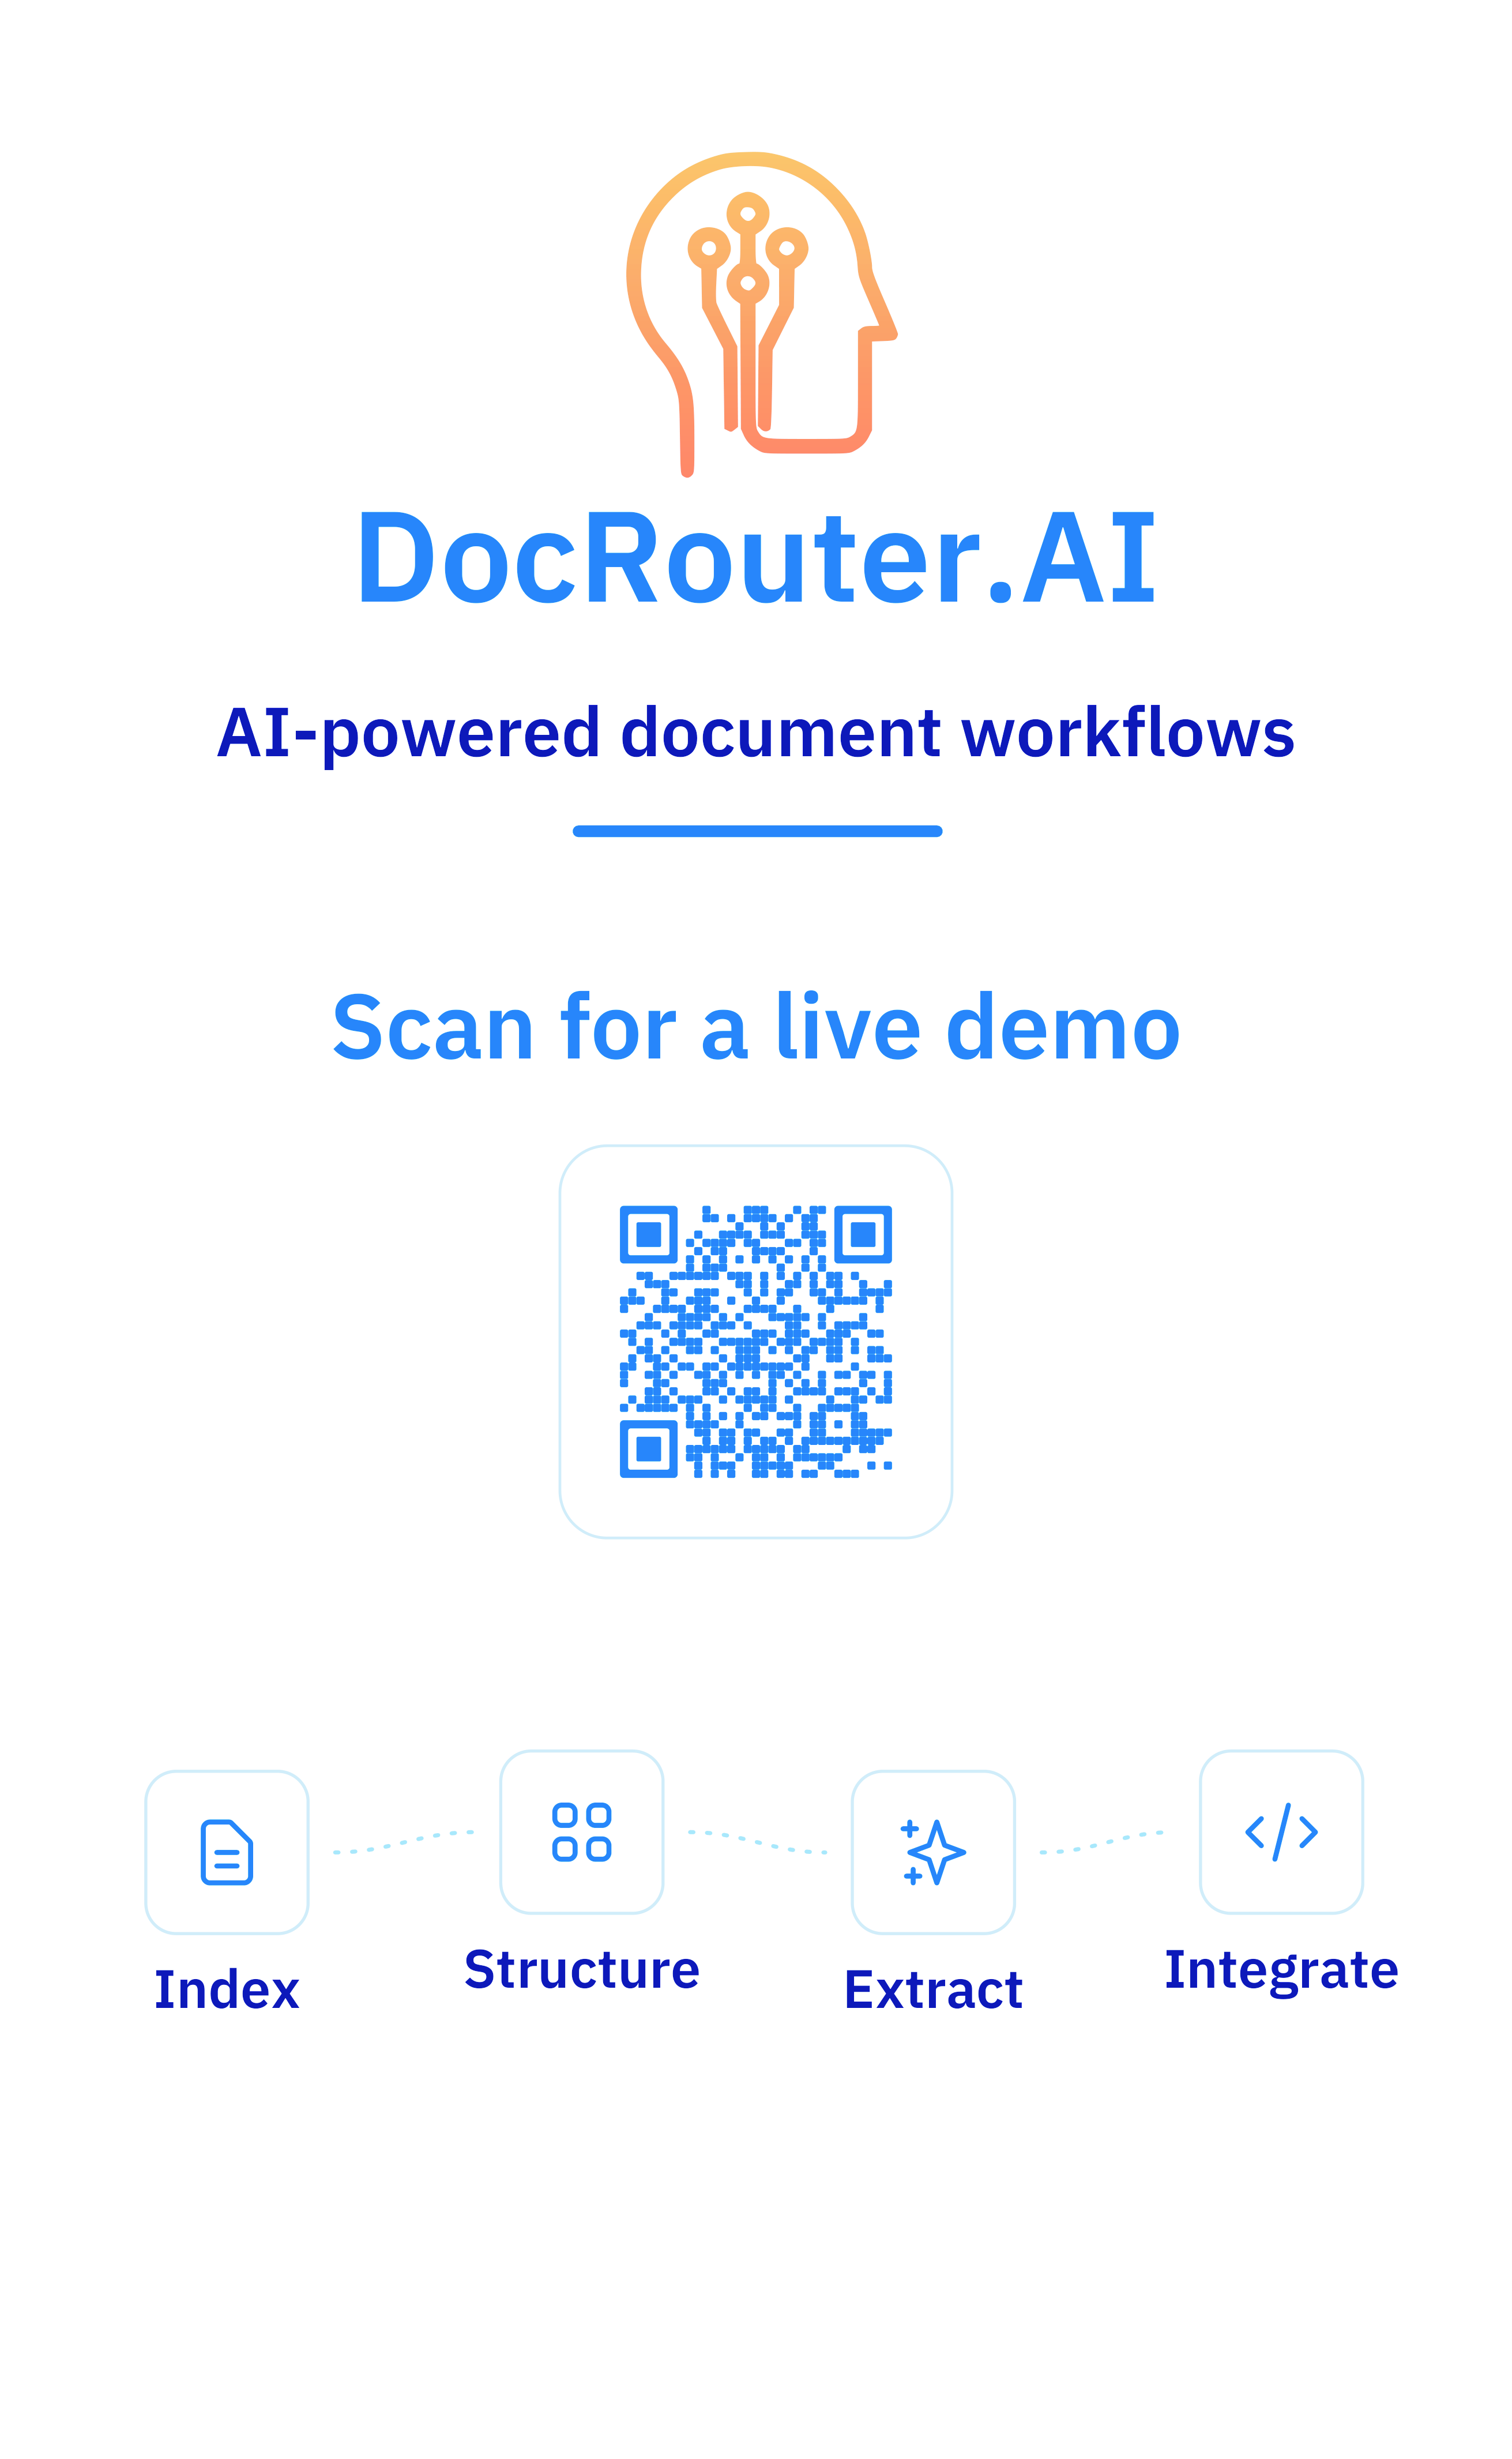 DocRouter.AI
AI-powered document workflows
Scan for a live demo
Index
Structure
Extract
Integrate